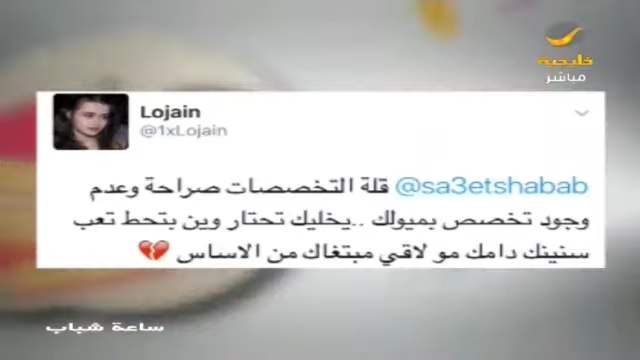 خليجية
مباشر
Lojain
@1xLojain
@sa3etshabab قلة التخصصات صراحة وعدم
وجود تخصص بميولك ..يخليك تحتار وين بتحط تعب
سنينك دامك مو لاقي مبتغاك من الاساس 💔
ساعة شباب